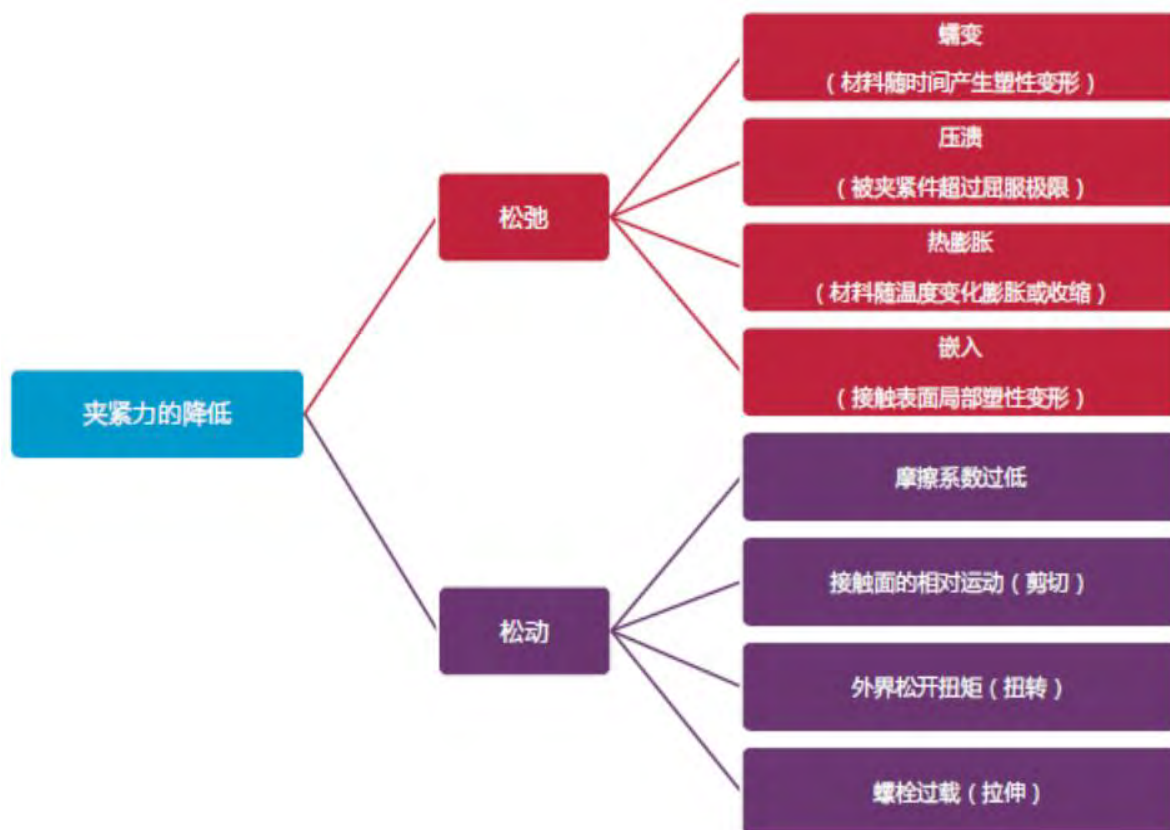 蠕变
（材料随时间产生塑性变形）
压溃
（被夹紧件超过屈服极限）
松弛
热膨胀
（材料随温度变化膨胀或收缩）
嵌入
（接触表面局部塑性变形）
夹紧力的降低
摩擦系数过低
接触面的相对运动（剪切）
松动
外界松开扭矩（扭转）
螺栓过载（拉伸）